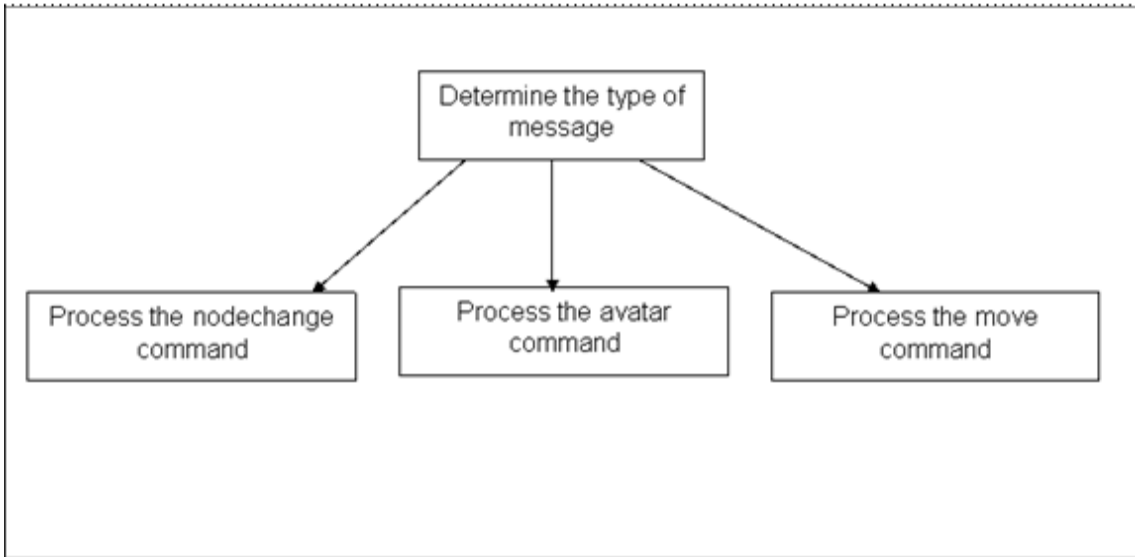 Determine the type of
message
Process the nodechange
command
Process the avatar
command
Process the move
command